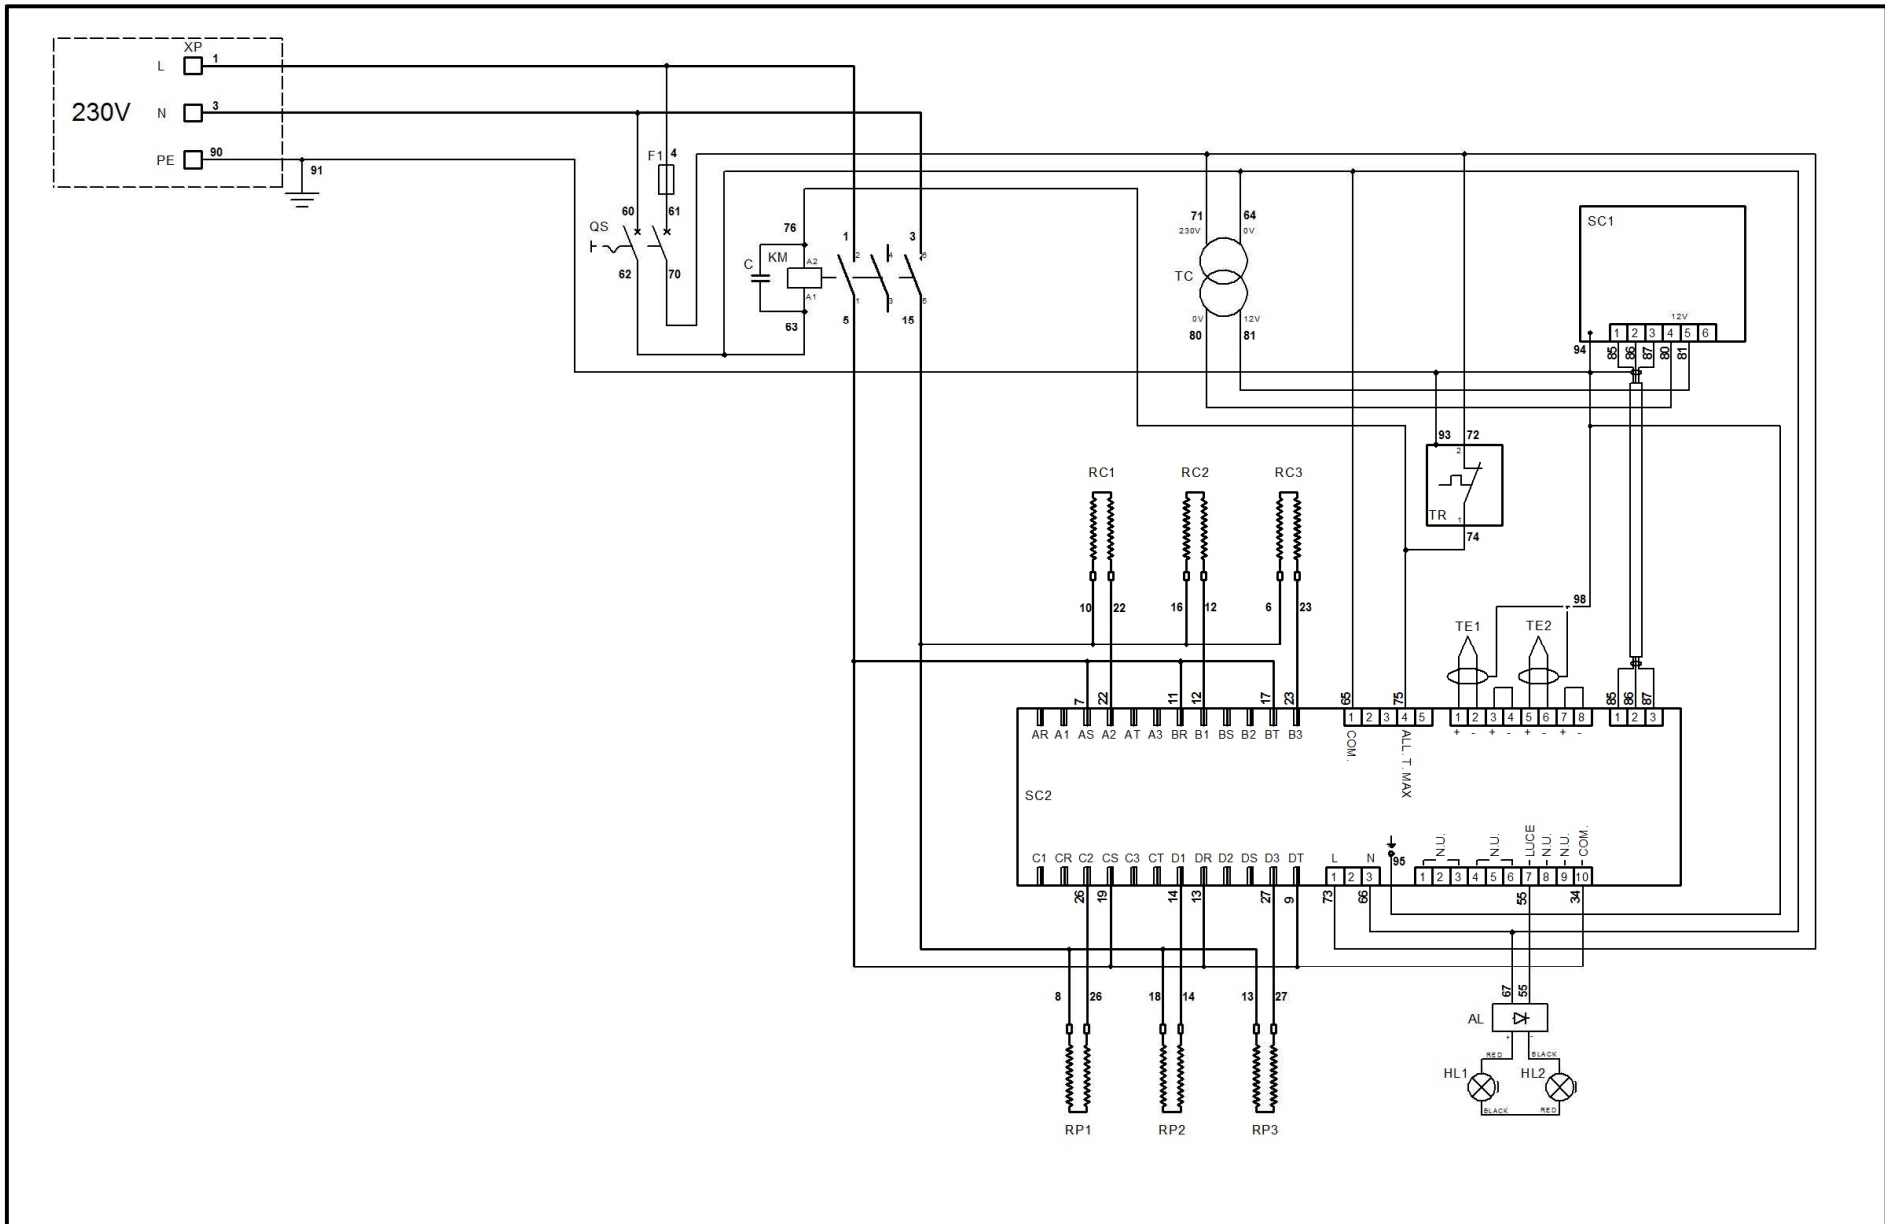 XP
L 1
230V N 3
PE 90
91
F1 4
QS 60 61
62 70
76
C KM A2
A1
63
1 3
2 4 6
1 3 5
5 15
71 64
230V 0V
TC
0V 12V
80 81
SC1
12V
1 2 3 4 5 6
94 85 86 87 80 81
93 72
2
TR 1
74
RC1 RC2 RC3
10 22 16 12 6 23
98
TE1 TE2
7 22 11 12 17 23 65 75 85 86 87
1 2 3 4 5 1 2 3 4 5 6 7 8 1 2 3
AR A1 AS A2 AT A3 BR B1 BS B2 BT B3 + - + - + - + -
COM. ALL. T. MAX
SC2
N.U. N.U. LUCE N.U. N.U. COM.
C1 CR C2 CS C3 CT D1 DR D2 DS D3 DT L N 95
1 2 3 1 2 3 4 5 6 7 8 9 10
26 19 14 13 27 9 73 66 55 34
8 26 18 14 13 27 67 55
AL
+ -
RED BLACK
HL1 HL2
BLACK RED
RP1 RP2 RP3